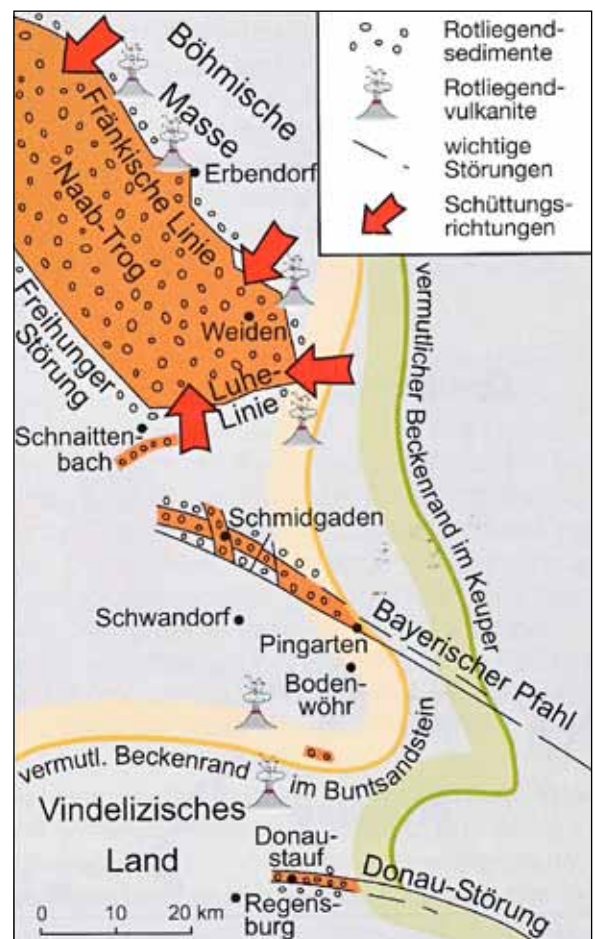 Rotliegend-
sedimente
Rotliegend-
vulkanite
wichtige
Störungen
Schüttungs-
richtungen
Böhmische
Masse
Fränkische Linie
Naab-Trog
Erbendorf
Freihunger
Störung
Weiden
Luhe-
Linie
Schnaitten-
bach
vermutlicher Beckenrand im Keuper
Schmidgaden
Schwandorf
Pingarten
Boden-
wöhr
Bayerischer Pfahl
vermutl. Beckenrand im Buntsandstein
Vindelizisches
Land
Donau-
stauf
Donau-Störung
Regens-
burg
0 10 20 km